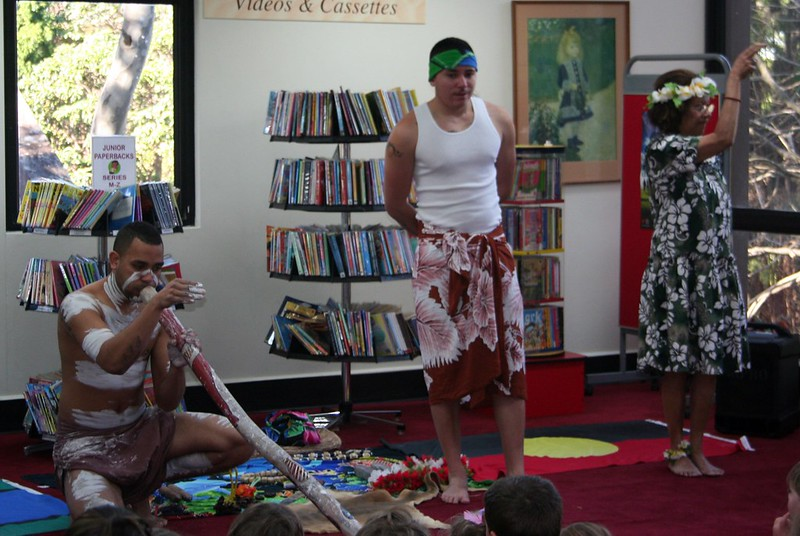 Videos & Cassettes
JUNIOR
PAPERBACKS
SERIES
M-Z